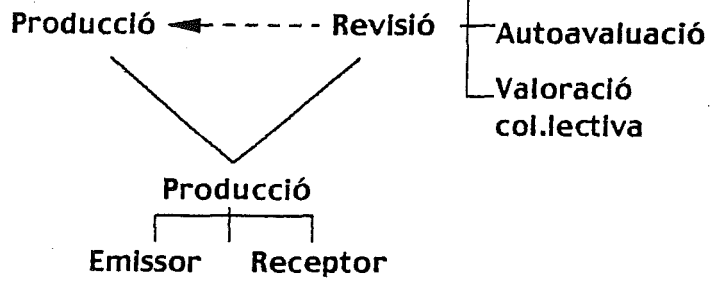 Producció Revisió
Autoavaluació
Valoració
col.lectiva
Producció
Emissor Receptor